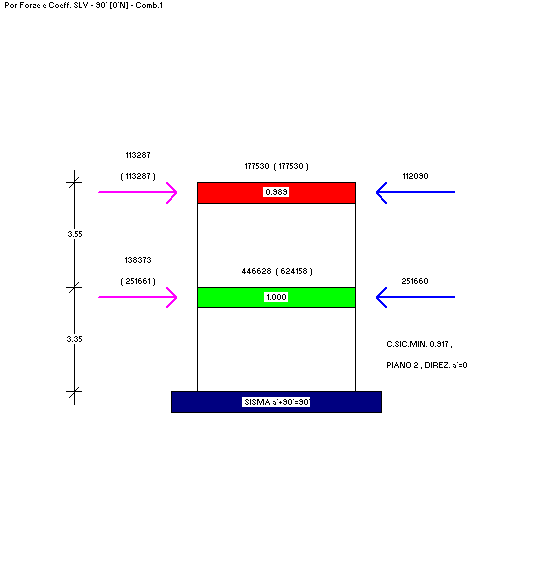 Por Forze e Coeff. SLV - 90° [0°N] - Comb.1
113287
( 113287 )
177530 ( 177530 )
112090
0.989
3.55
138373
( 251661 )
446628 ( 624158 )
251660
1.000
3.35
C.SIC.MIN. 0.917 ,
PIANO 2 , DIREZ. a°=0
SISMA a°+90°=90°